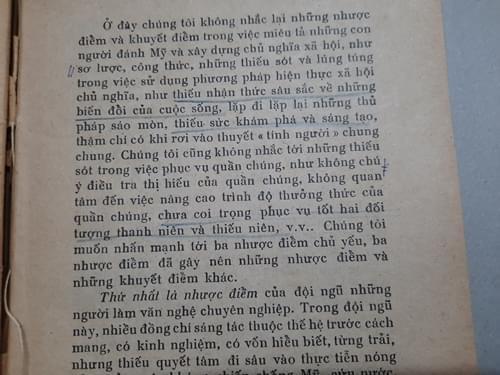 Ở đây chúng tôi không nhắc lại những nhược
điểm và khuyết điểm trong việc miêu tả những con
người đánh Mỹ và xây dựng chủ nghĩa xã hội, như
sơ lược, công thức, những thiếu sót và lúng túng
trong việc sử dụng phương pháp hiện thực xã hội
chủ nghĩa, như thiếu nhận thức sâu sắc về những
biến đổi của cuộc sống, lặp đi lặp lại những thủ
pháp sáo mòn, thiếu sức khám phá và sáng tạo,
thậm chí có khi rơi vào thuyết « tính người » chung
chung. Chúng tôi cũng không nhắc tới những thiếu
sót trong việc phục vụ quần chúng, như không chú
ý điều tra thị hiếu của quần chúng, không quan
tâm đến việc nâng cao trình độ thưởng thức của
quần chúng, chưa coi trọng phục vụ tốt hai đối
tượng thanh niên và thiếu niên, v.v.. Chúng tôi
muốn nhấn mạnh tới ba nhược điểm chủ yếu, ba
nhược điểm đã gây nên những nhược điểm và
những khuyết điểm khác.
Thứ nhất là nhược điểm của đội ngũ những
người làm văn nghệ chuyên nghiệp. Trong đội ngũ
này, nhiều đồng chí sáng tác thuộc thế hệ trước cách
mạng, có kinh nghiệm, có vốn hiểu biết, từng trải,
nhưng thiếu quyết tâm đi sâu vào thực tiễn nóng
chiến chống Mỹ, cứu nước,